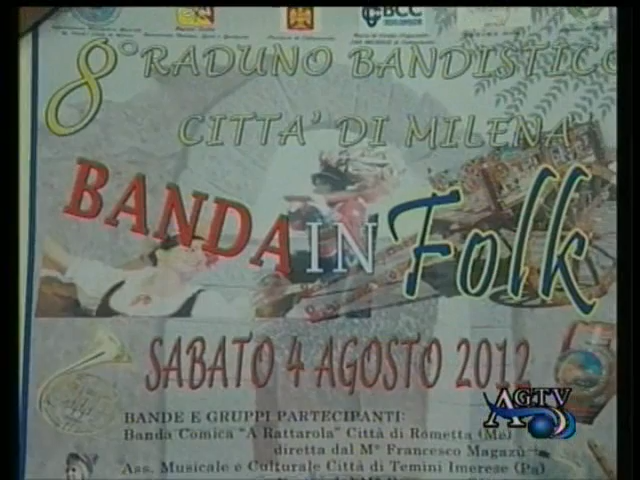 BCC
8° RADUNO BANDISTICO
CITTA' DI MILENA
BANDA IN Folk
SABATO 4 AGOSTO 2012
AGTV
BANDE E GRUPPI PARTECIPANTI:
Banda Comica "A Rattarola" Città di Rometta (Me)
diretta dal M° Francesco Magazù
Ass. Musicale e Culturale Città di Temini Imerese (Pa)